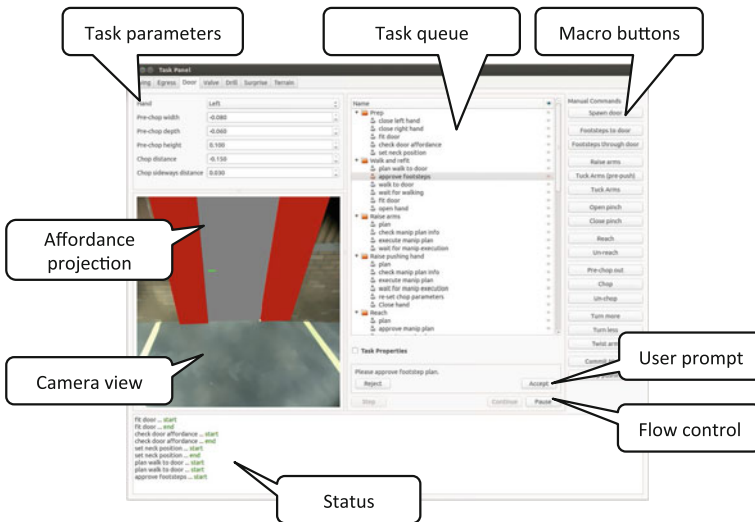 Task parameters
Task queue
Macro buttons
Task Panel
Egress
Door
Valve
Drill
Surprise
Terrain
Hand
Left
Pre-chop width
-0.080
Pre-chop depth
-0.060
Pre-chop height
0.100
Chop distance
-0.150
Chop sideways distance
0.030
Affordance
projection
Camera view
Name
Prep
close left hand
close right hand
fit door
check door affordance
set neck position
Walk and refit
plan walk to door
approve footsteps
walk to door
wait for walking
fit door
open hand
Raise arms
plan
check manip plan info
execute manip plan
wait for manip execution
Raise pushing hand
plan
check manip plan info
execute manip plan
wait for manip execution
re-set chop parameters
Close hand
Reach
plan
approve manip plan
Task Properties
Please approve footstep plan.
Reject
Accept
Step
Continue
Pause
Manual Commands
Spawn door
Footsteps to door
Footsteps through door
Raise arms
Tuck Arms (pre-push)
Tuck Arms
Open pinch
Close pinch
Reach
Un-reach
Pre-chop out
Chop
Un-chop
Turn more
Turn less
Twist arm
User prompt
Flow control
fit door ... start
fit door ... end
check door affordance ... start
check door affordance ... end
set neck position ... start
set neck position ... end
plan walk to door ... start
plan walk to door ... start
approve footsteps ... start
Status